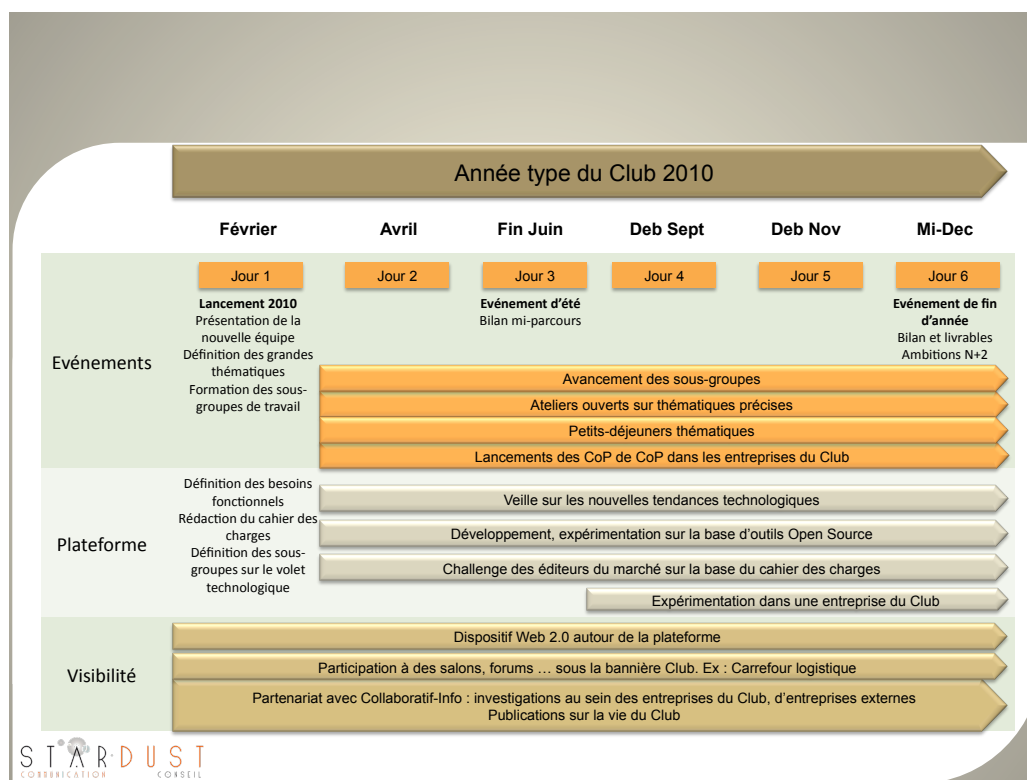 Année type du Club 2010
Février
Avril
Fin Juin
Deb Sept
Deb Nov
Mi-Dec
Evénements
Jour 1
Jour 2
Jour 3
Jour 4
Jour 5
Jour 6
Lancement 2010
Présentation de la
nouvelle équipe
Définition des grandes
thématiques
Formation des sous-
groupes de travail
Evénement d’été
Bilan mi-parcours
Evénement de fin
d’année
Bilan et livrables
Ambitions N+2
Avancement des sous-groupes
Ateliers ouverts sur thématiques précises
Petits-déjeuners thématiques
Lancements des CoP de CoP dans les entreprises du Club
Plateforme
Définition des besoins
fonctionnels
Rédaction du cahier des
charges
Définition des sous-
groupes sur le volet
technologique
Veille sur les nouvelles tendances technologiques
Développement, expérimentation sur la base d’outils Open Source
Challenge des éditeurs du marché sur la base du cahier des charges
Expérimentation dans une entreprise du Club
Visibilité
Dispositif Web 2.0 autour de la plateforme
Participation à des salons, forums … sous la bannière Club. Ex : Carrefour logistique
Partenariat avec Collaboratif-Info : investigations au sein des entreprises du Club, d’entreprises externes
Publications sur la vie du Club
STARDUST
COMMUNICATION CONSEIL